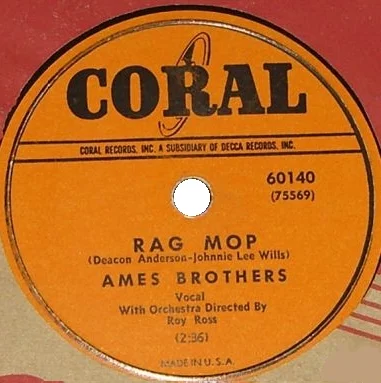 CORAL
CORAL RECORDS, INC. A SUBSIDIARY OF DECCA RECORDS, INC.
60140
(75569)
RAG MOP
(Deacon Anderson-Johnnie Lee Wills)
AMES BROTHERS
Vocal
With Orchestra Directed By
Roy Ross
(2:36)
MADE IN U.S.A.